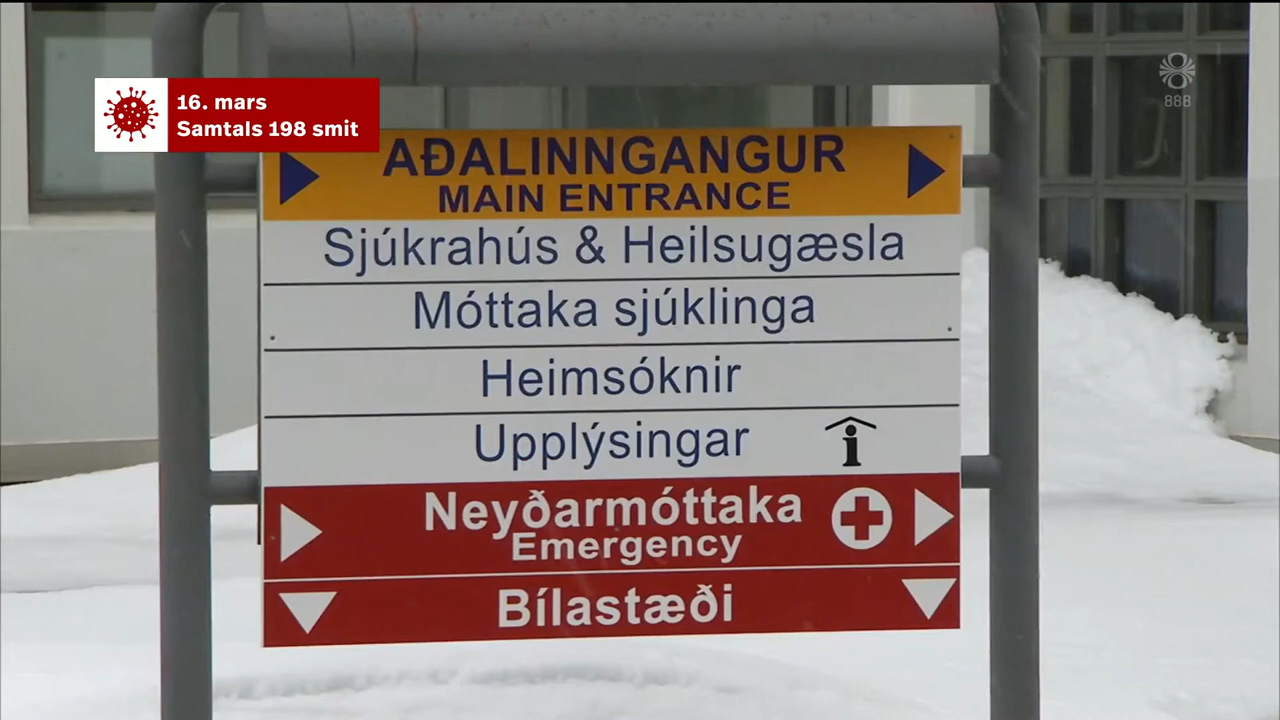 16. mars
Samtals 198 smit
888
AÐALINNGANGUR
MAIN ENTRANCE
Sjúkrahús & Heilsugæsla
Móttaka sjúklinga
Heimsóknir
Upplýsingar
Neyðarmóttaka
Emergency
Bílastæði